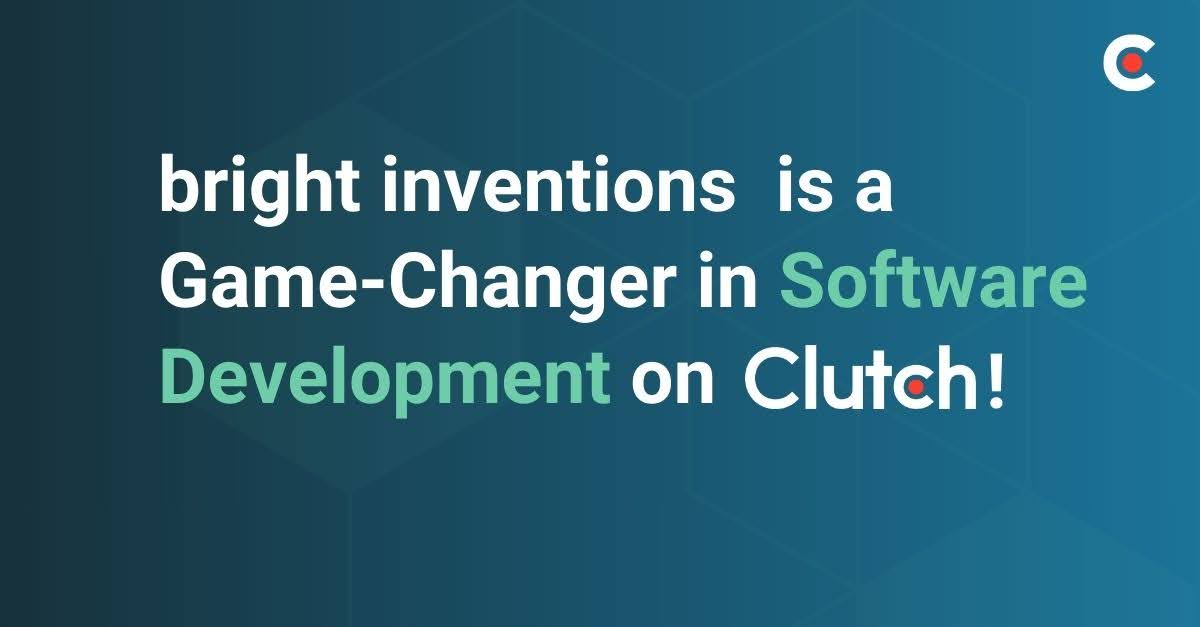 bright inventions  is a
Game-Changer in Software
Development on Clutch!